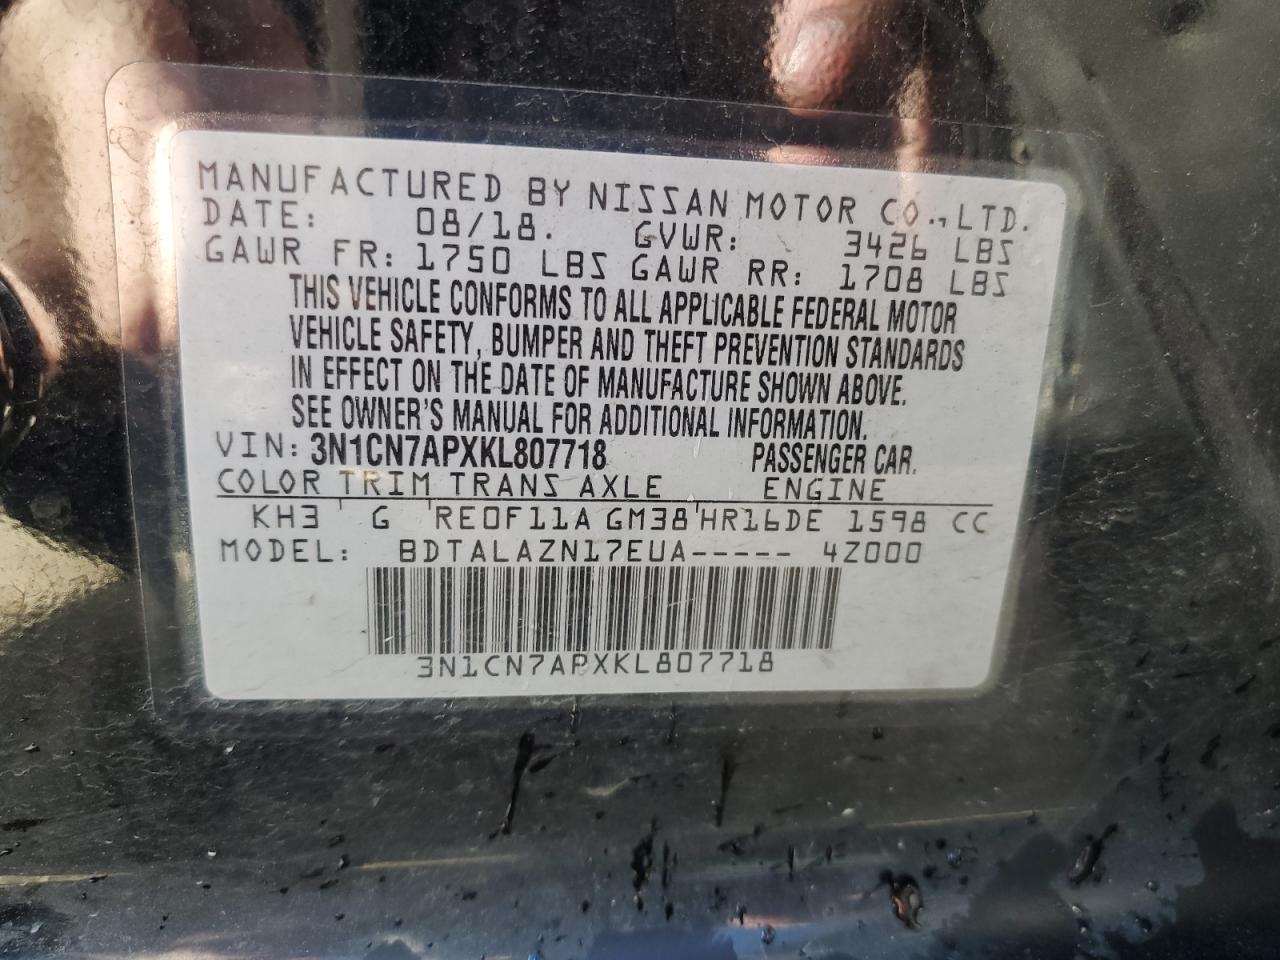 MANUFACTURED BY NISSAN MOTOR CO., LTD.
DATE: 08/18. GVWR: 3426 LBS
GAWR FR: 1750 LBS GAWR RR: 1708 LBS
THIS VEHICLE CONFORMS TO ALL APPLICABLE FEDERAL MOTOR
VEHICLE SAFETY, BUMPER AND THEFT PREVENTION STANDARDS
IN EFFECT ON THE DATE OF MANUFACTURE SHOWN ABOVE.
SEE OWNER'S MANUAL FOR ADDITIONAL INFORMATION.
VIN: 3N1CN7APXKL807718 PASSENGER CAR.
COLOR TRIM TRANS AXLE ENGINE
KH3 ' G 'RE0F11A GM38'HR16DE 1598 CC
MODEL: BDTALAZN17EUA----- 4Z000
3N1CN7APXKL807718